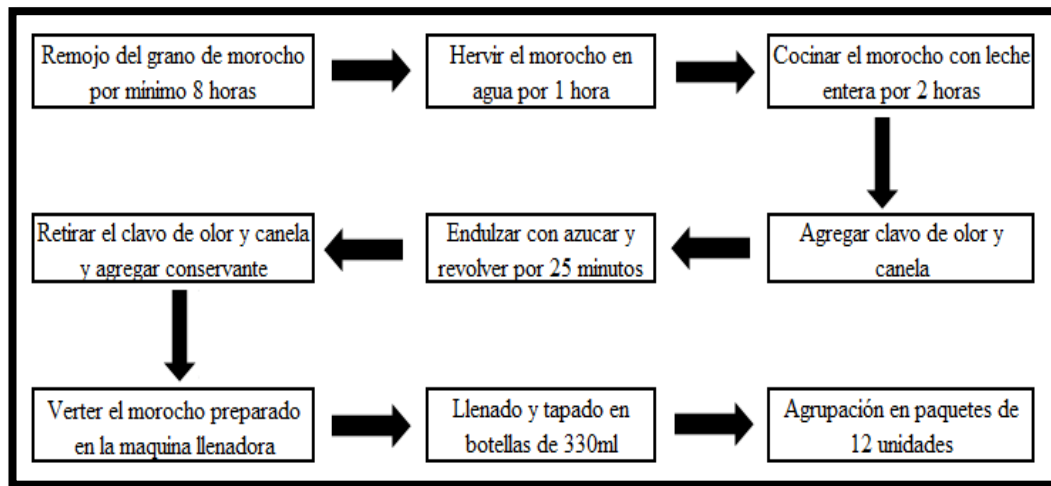 Remojo del grano de morocho
por mínimo 8 horas
Hervir el morocho en
agua por 1 hora
Cocinar el morocho con leche
entera por 2 horas
Agregar clavo de olor y
canela
Endulzar con azucar y
revolver por 25 minutos
Retirar el clavo de olor y canela
y agregar conservante
Verter el morocho preparado
en la maquina llenadora
Llenado y tapado en
botellas de 330ml
Agrupación en paquetes de
12 unidades